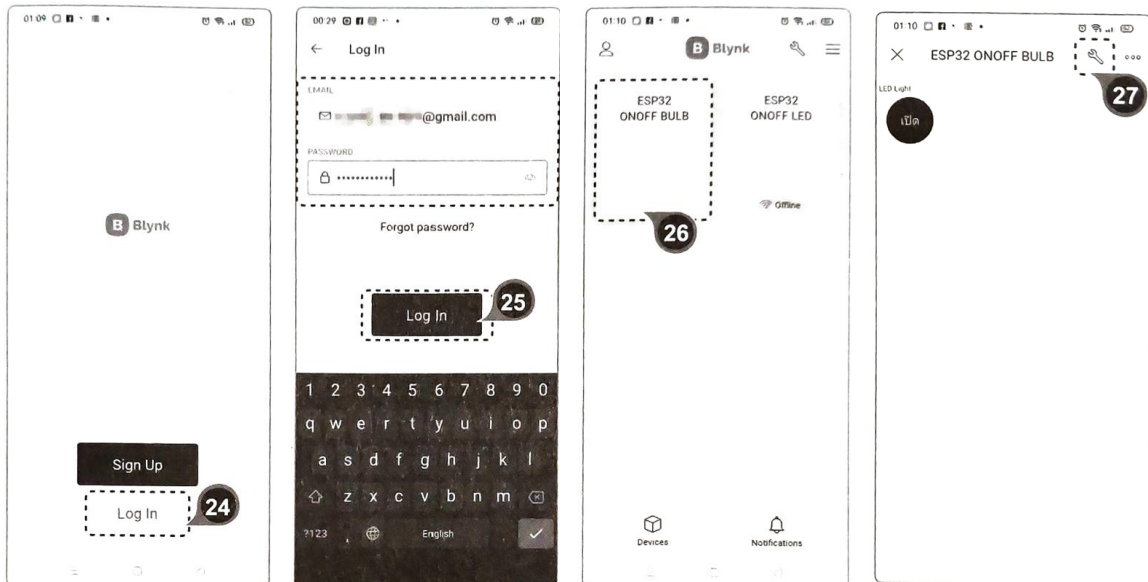 01:09
Blynk
Sign Up
Log In
24
00:29
Log In
EMAIL
@gmail.com
PASSWORD
Forgot password?
Log In
25
1 2 3 4 5 6 7 8 9 0
q w e r t y u i o p
a s d f g h j k l
z x c v b n m
?123
English
01:10
Blynk
ESP32
ONOFF BULB
ESP32
ONOFF LED
Offline
26
Devices
Notifications
01:10
ESP32 ONOFF BULB
27
LED Light
เปิด